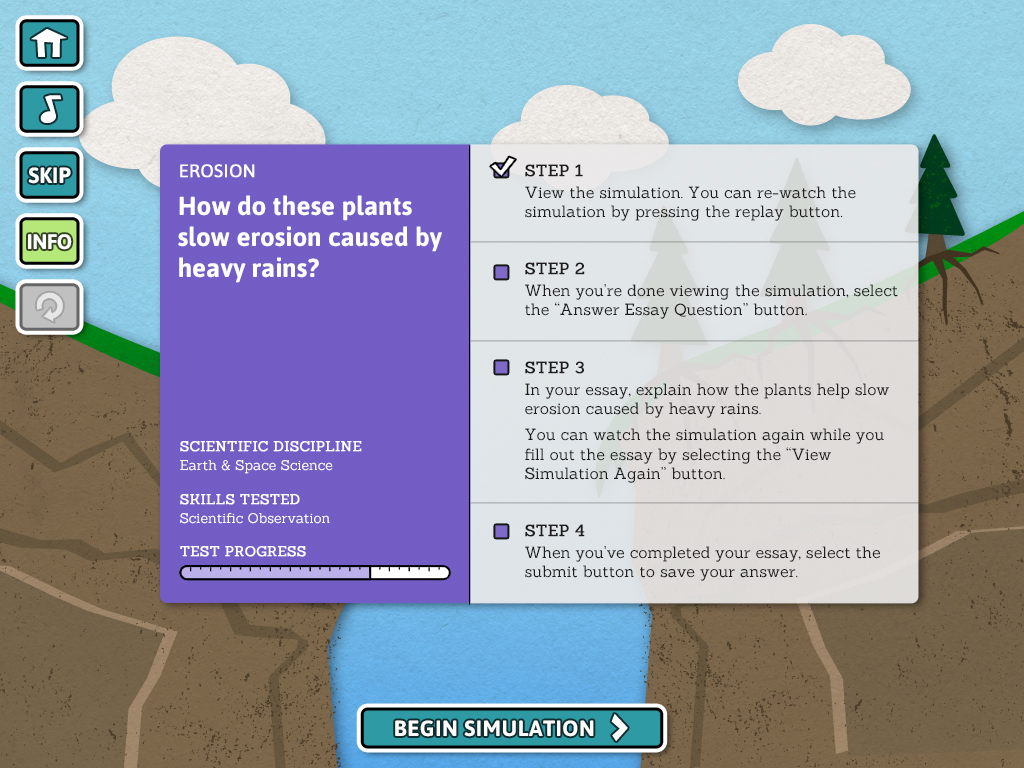 SKIP
INFO
EROSION
How do these plants
slow erosion caused by
heavy rains?
SCIENTIFIC DISCIPLINE
Earth & Space Science
SKILLS TESTED
Scientific Observation
TEST PROGRESS
STEP 1
View the simulation. You can re-watch the
simulation by pressing the replay button.
STEP 2
When you're done viewing the simulation, select
the “Answer Essay Question” button.
STEP 3
In your essay, explain how the plants help slow
erosion caused by heavy rains.
You can watch the simulation again while you
fill out the essay by selecting the “View
Simulation Again” button.
STEP 4
When you've completed your essay, select the
submit button to save your answer.
BEGIN SIMULATION